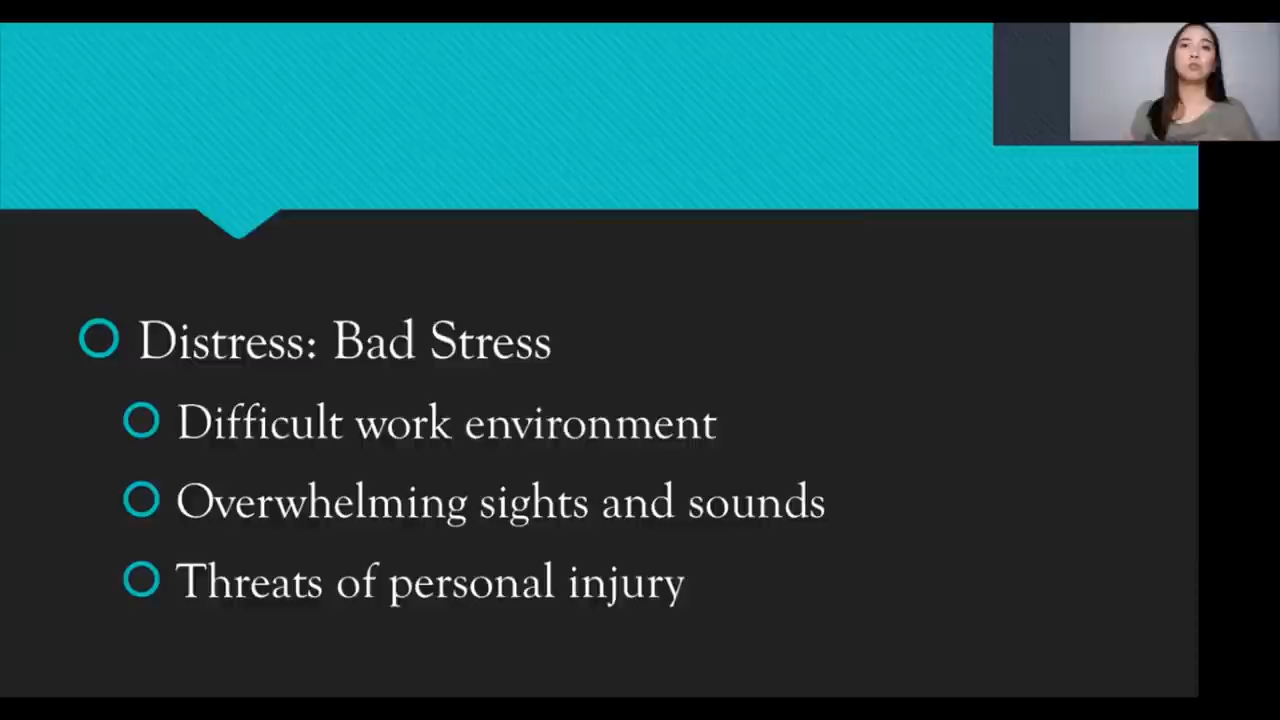 Distress: Bad Stress
Difficult work environment
Overwhelming sights and sounds
Threats of personal injury